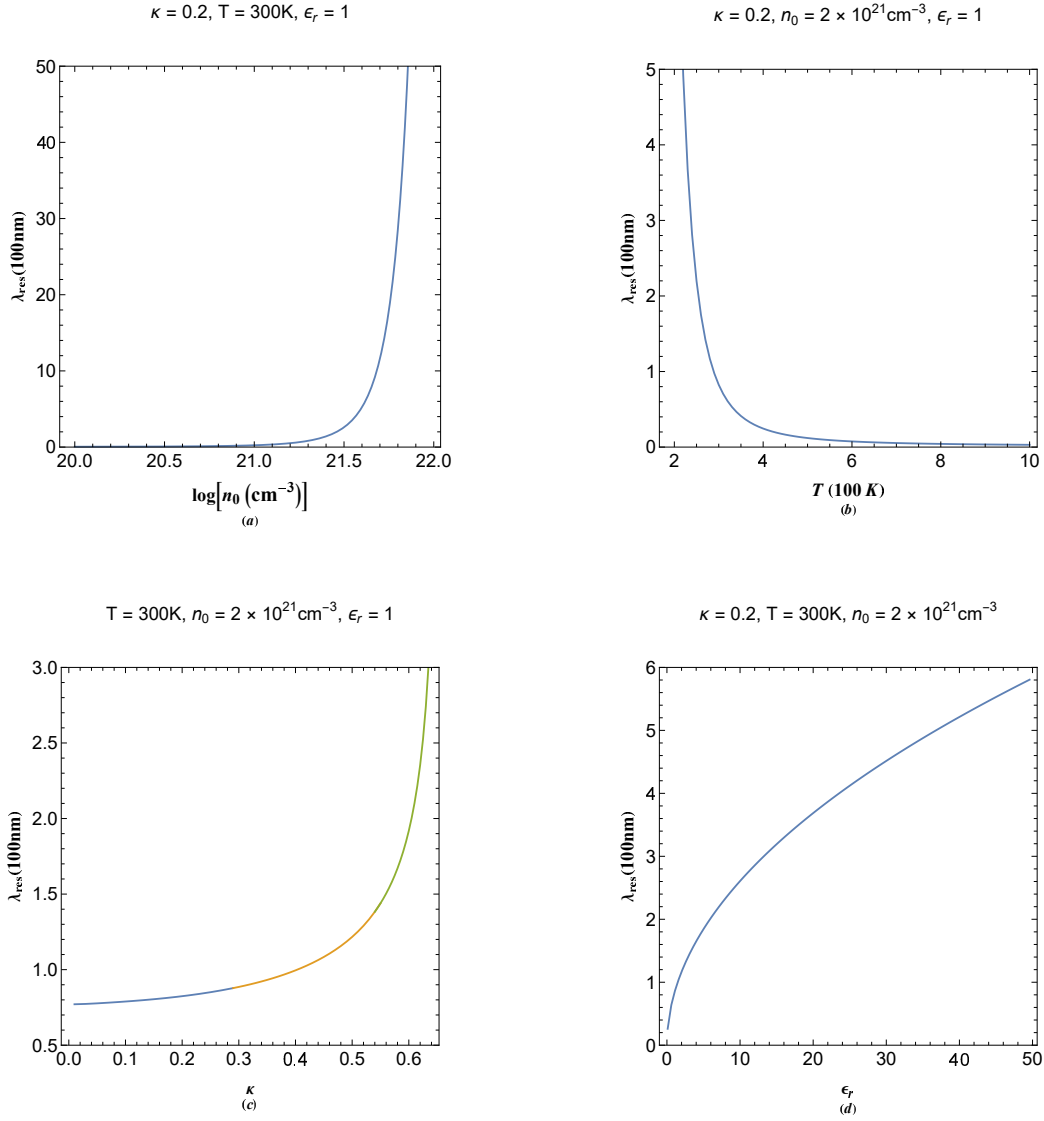 κ = 0.2, T = 300K, ϵr = 1
50
40
30
20
10
0
λres(100nm)
20.0 20.5 21.0 21.5 22.0
log[n0 (cm−3)]
(a)
κ = 0.2, n0 = 2 × 10^21cm−3, ϵr = 1
5
4
3
2
1
0
λres(100nm)
2 4 6 8 10
T (100 K)
(b)
T = 300K, n0 = 2 × 10^21cm−3, ϵr = 1
3.0
2.5
2.0
1.5
1.0
0.5
λres(100nm)
0.0 0.1 0.2 0.3 0.4 0.5 0.6
κ
(c)
κ = 0.2, T = 300K, n0 = 2 × 10^21cm−3
6
5
4
3
2
1
0
λres(100nm)
0 10 20 30 40 50
ϵr
(d)